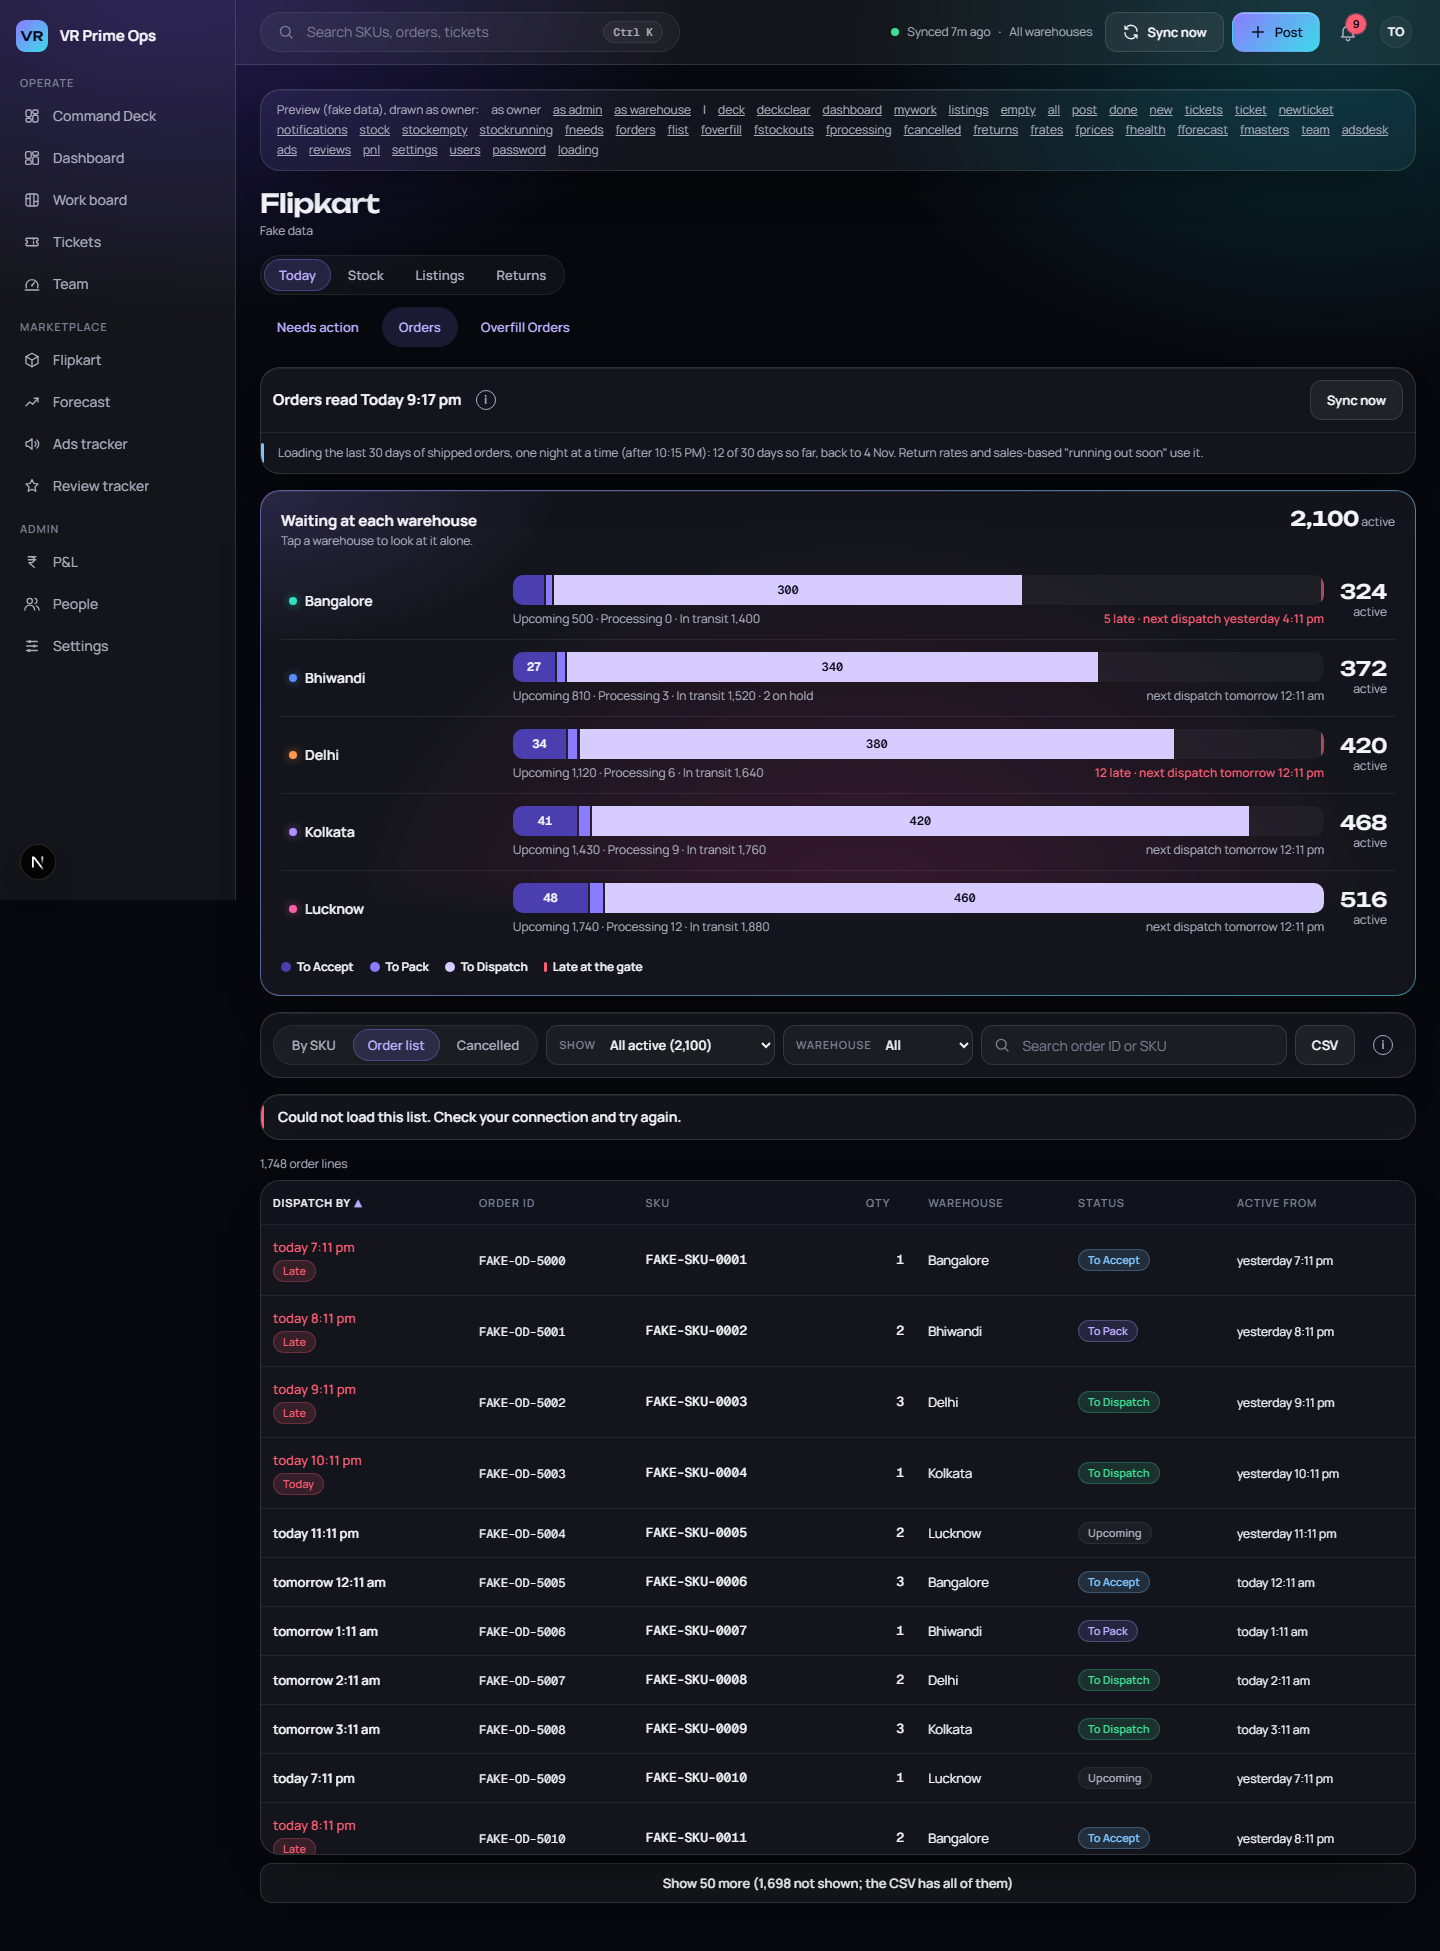 VR
VR Prime Ops
Search SKUs, orders, tickets
Ctrl K
Synced 7m ago · All warehouses
Sync now
+ Post
9
TO
OPERATE
Command Deck
Dashboard
Work board
Tickets
Team
MARKETPLACE
Flipkart
Forecast
Ads tracker
Review tracker
ADMIN
₹ P&L
People
Settings
N
Preview (fake data), drawn as owner: as owner as admin as warehouse | deck deckclear dashboard mywork listings empty all post done new tickets ticket newticket
notifications stock stockempty stockrunning fneeds forders flist foverfill fstockouts fprocessing fcancelled freturns frates fprices fhealth fforecast fmasters team adsdesk
ads reviews pnl settings users password loading
Flipkart
Fake data
Today Stock Listings Returns
Needs action Orders Overfill Orders
Orders read Today 9:17 pm i
Sync now
Loading the last 30 days of shipped orders, one night at a time (after 10:15 PM): 12 of 30 days so far, back to 4 Nov. Return rates and sales-based "running out soon" use it.
Waiting at each warehouse
Tap a warehouse to look at it alone.
2,100 active
Bangalore
300
Upcoming 500 · Processing 0 · In transit 1,400
5 late · next dispatch yesterday 4:11 pm
324
active
Bhiwandi
27 340
Upcoming 810 · Processing 3 · In transit 1,520 · 2 on hold
next dispatch tomorrow 12:11 am
372
active
Delhi
34 380
Upcoming 1,120 · Processing 6 · In transit 1,640
12 late · next dispatch tomorrow 12:11 pm
420
active
Kolkata
41 420
Upcoming 1,430 · Processing 9 · In transit 1,760
next dispatch tomorrow 12:11 pm
468
active
Lucknow
48 460
Upcoming 1,740 · Processing 12 · In transit 1,880
next dispatch tomorrow 12:11 pm
516
active
To Accept To Pack To Dispatch Late at the gate
By SKU Order list Cancelled
SHOW All active (2,100)
WAREHOUSE All
Search order ID or SKU
CSV
i
Could not load this list. Check your connection and try again.
1,748 order lines
DISPATCH BY ▲ ORDER ID SKU QTY WAREHOUSE STATUS ACTIVE FROM
today 7:11 pm
Late
FAKE-OD-5000 FAKE-SKU-0001 1 Bangalore To Accept yesterday 7:11 pm
today 8:11 pm
Late
FAKE-OD-5001 FAKE-SKU-0002 2 Bhiwandi To Pack yesterday 8:11 pm
today 9:11 pm
Late
FAKE-OD-5002 FAKE-SKU-0003 3 Delhi To Dispatch yesterday 9:11 pm
today 10:11 pm
Today
FAKE-OD-5003 FAKE-SKU-0004 1 Kolkata To Dispatch yesterday 10:11 pm
today 11:11 pm FAKE-OD-5004 FAKE-SKU-0005 2 Lucknow Upcoming yesterday 11:11 pm
tomorrow 12:11 am FAKE-OD-5005 FAKE-SKU-0006 3 Bangalore To Accept today 12:11 am
tomorrow 1:11 am FAKE-OD-5006 FAKE-SKU-0007 1 Bhiwandi To Pack today 1:11 am
tomorrow 2:11 am FAKE-OD-5007 FAKE-SKU-0008 2 Delhi To Dispatch today 2:11 am
tomorrow 3:11 am FAKE-OD-5008 FAKE-SKU-0009 3 Kolkata To Dispatch today 3:11 am
today 7:11 pm FAKE-OD-5009 FAKE-SKU-0010 1 Lucknow Upcoming yesterday 7:11 pm
today 8:11 pm
Late
FAKE-OD-5010 FAKE-SKU-0011 2 Bangalore To Accept yesterday 8:11 pm
Show 50 more (1,698 not shown; the CSV has all of them)